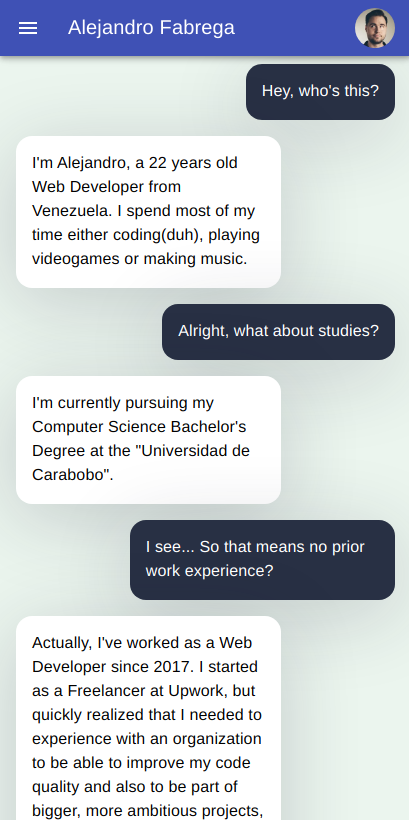 Alejandro Fabrega
Hey, who's this?
I'm Alejandro, a 22 years old
Web Developer from
Venezuela. I spend most of my
time either coding(duh), playing
videogames or making music.
Alright, what about studies?
I'm currently pursuing my
Computer Science Bachelor's
Degree at the "Universidad de
Carabobo".
I see... So that means no prior
work experience?
Actually, I've worked as a Web
Developer since 2017. I started
as a Freelancer at Upwork, but
quickly realized that I needed to
experience with an organization
to be able to improve my code
quality and also to be part of
bigger, more ambitious projects,